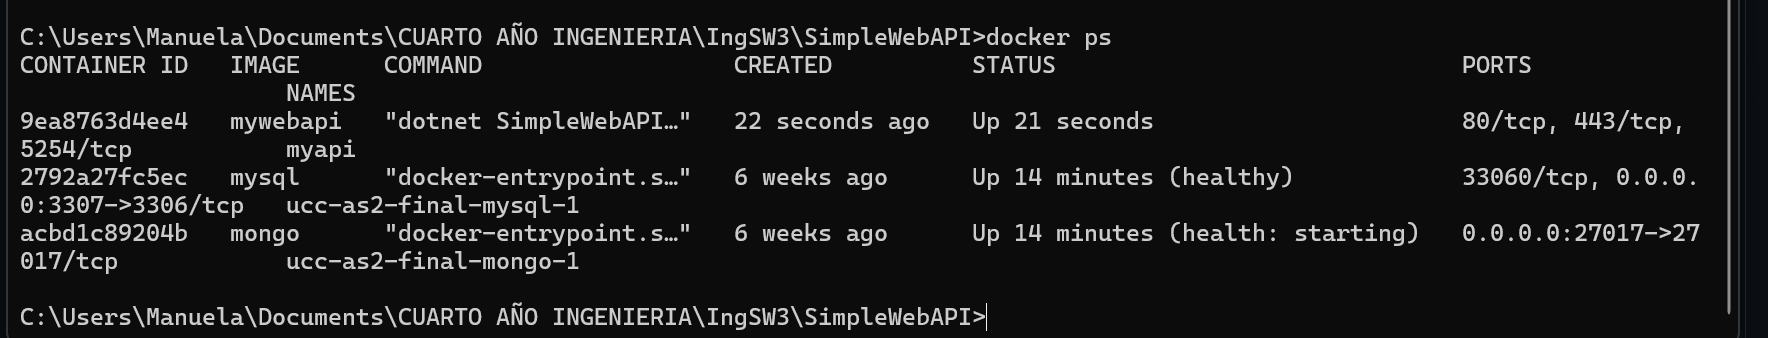 C:\Users\Manuela\Documents\CUARTO AÑO INGENIERIA\IngSW3\SimpleWebAPI>docker ps
CONTAINER ID   IMAGE      COMMAND                  CREATED          STATUS                             PORTS
                   NAMES
9ea8763d4ee4   mywebapi   "dotnet SimpleWebAPI…"   22 seconds ago   Up 21 seconds                      80/tcp, 443/tcp,
5254/tcp           myapi
2792a27fc5ec   mysql      "docker-entrypoint.s…"   6 weeks ago      Up 14 minutes (healthy)            33060/tcp, 0.0.0.
0:3307->3306/tcp   ucc-as2-final-mysql-1
acbd1c89204b   mongo      "docker-entrypoint.s…"   6 weeks ago      Up 14 minutes (health: starting)   0.0.0.0:27017->27
017/tcp            ucc-as2-final-mongo-1
C:\Users\Manuela\Documents\CUARTO AÑO INGENIERIA\IngSW3\SimpleWebAPI>